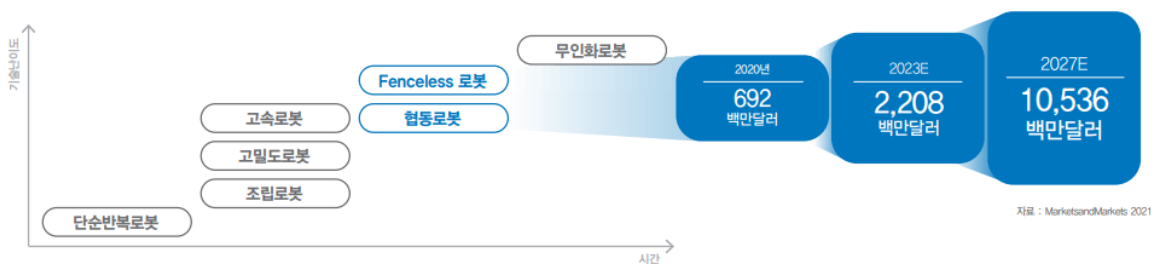 기술난이도
무인화로봇
Fenceless 로봇
고속로봇
협동로봇
고밀도로봇
조립로봇
단순반복로봇
시간
2020년
692
백만달러
2023E
2,208
백만달러
2027E
10,536
백만달러
자료 : MarketsandMarkets 2021